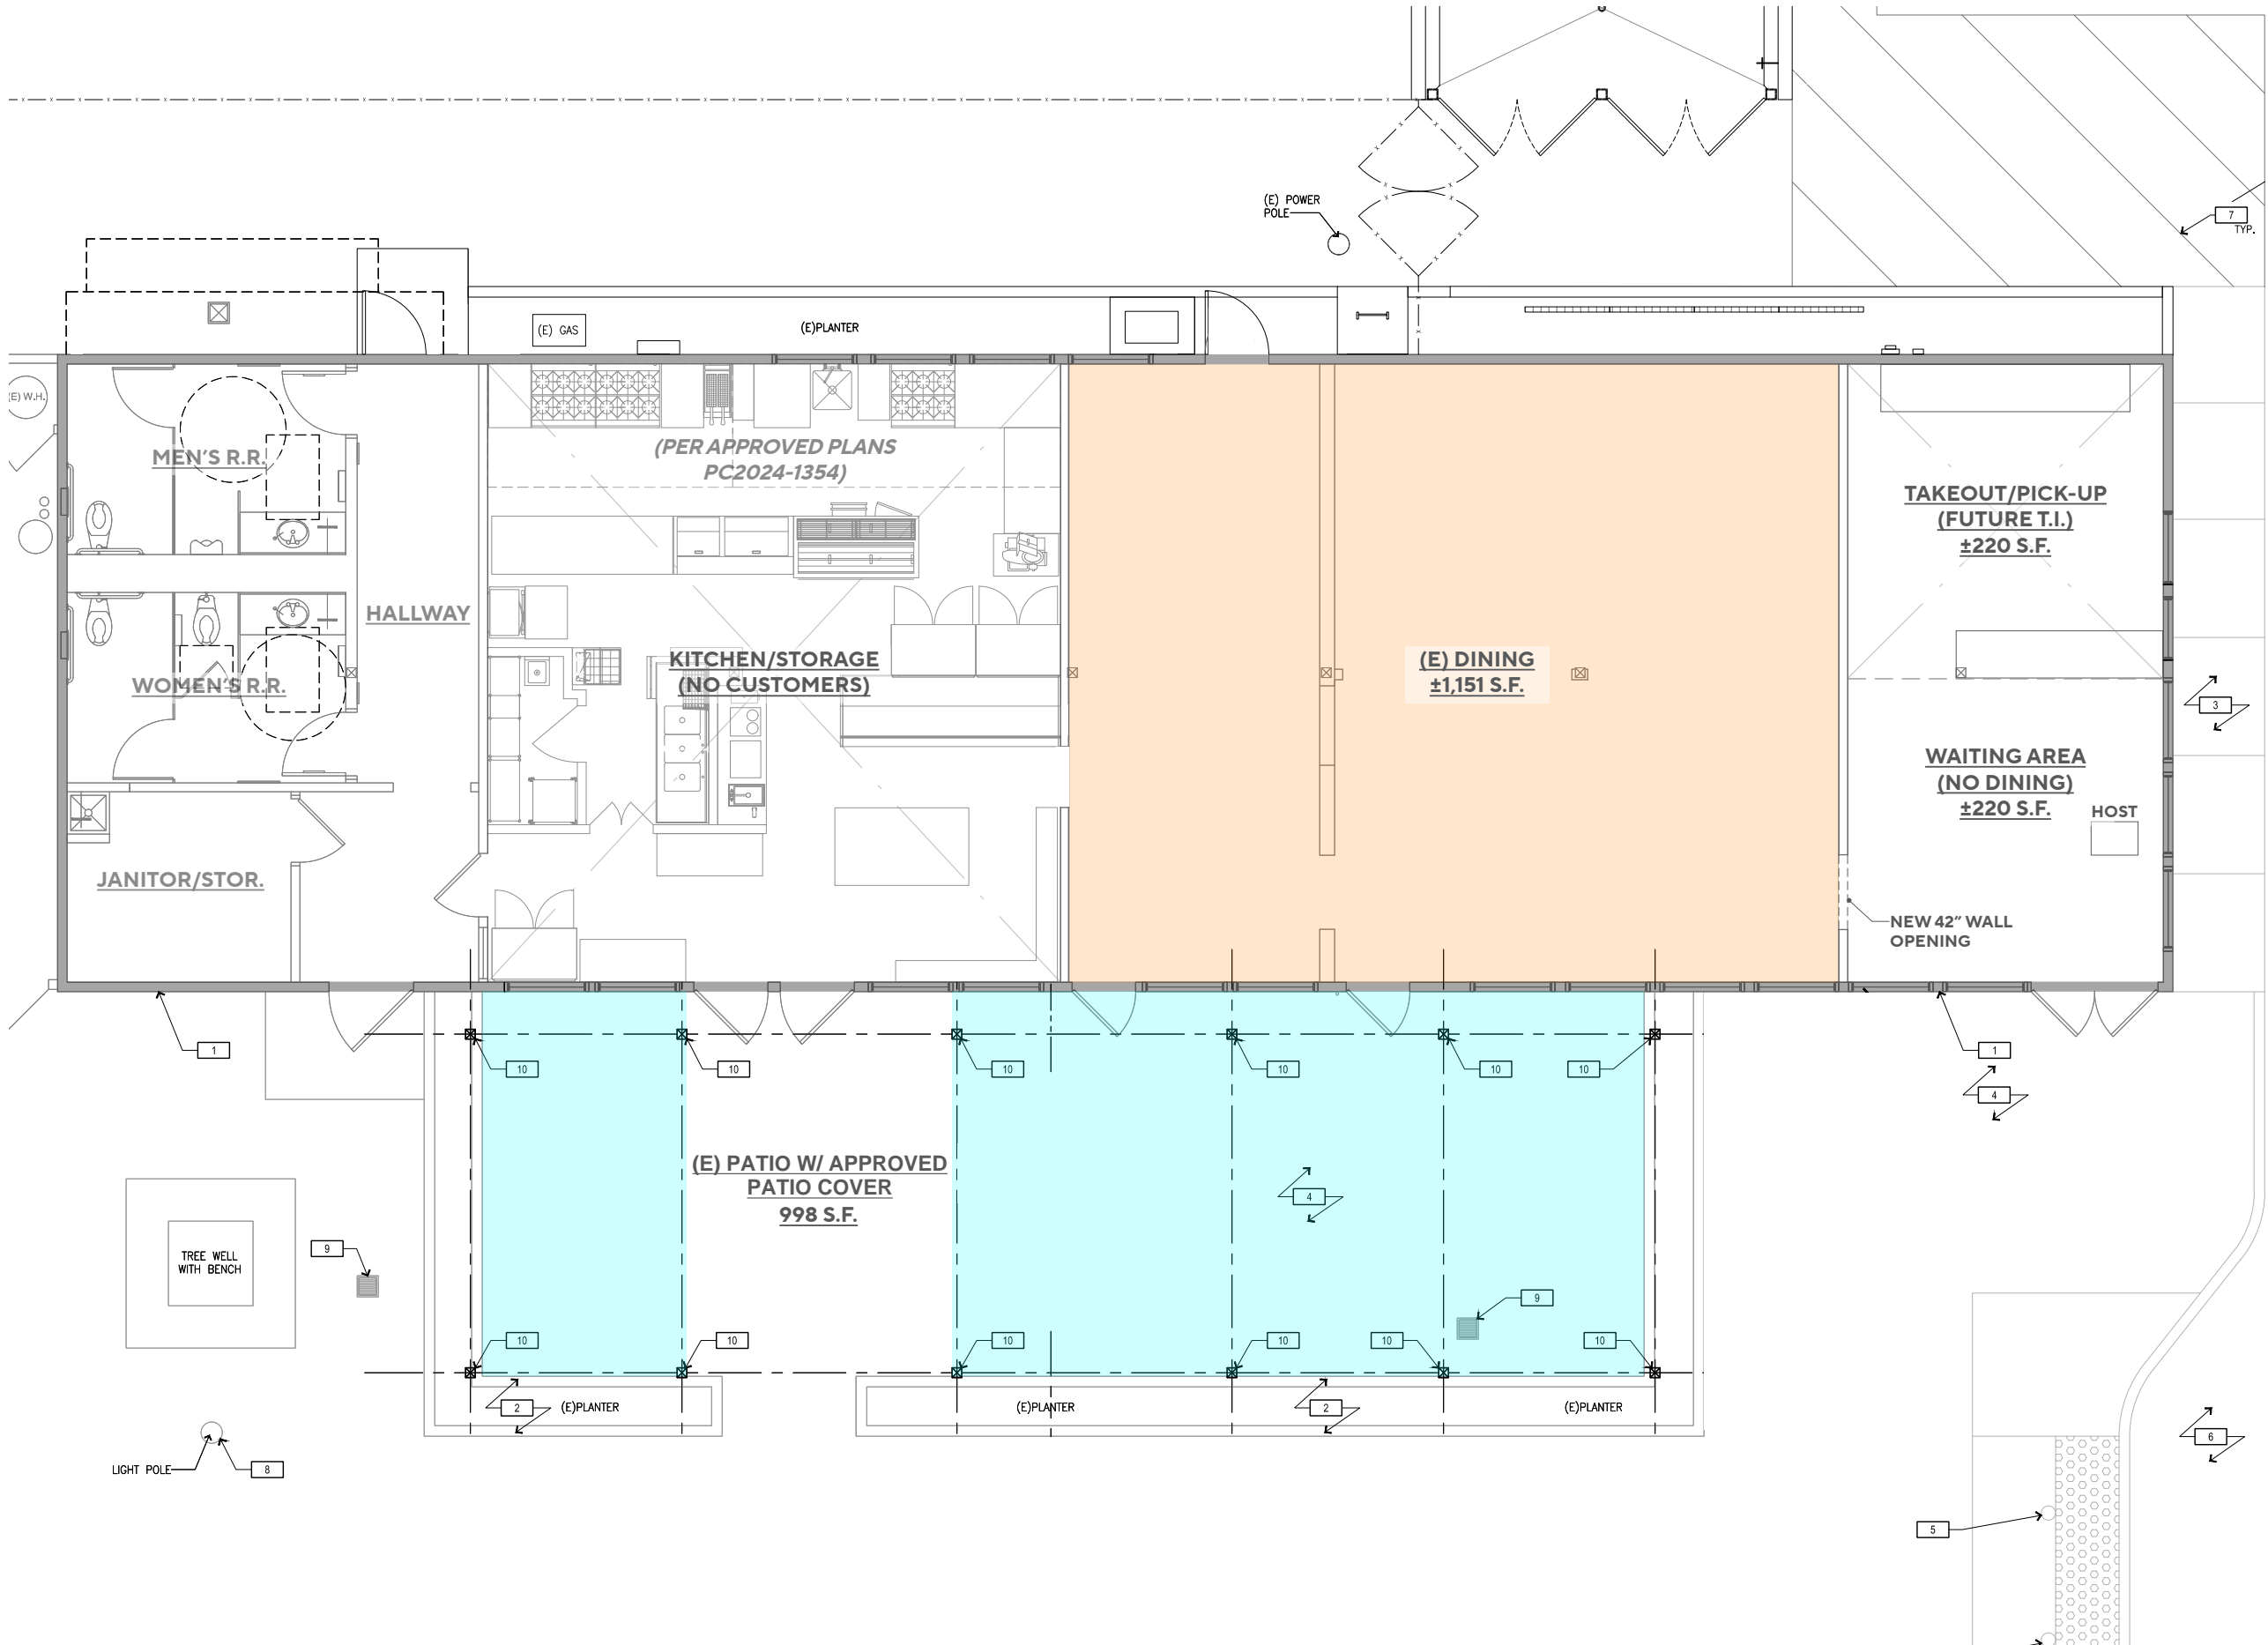 7
TYP.
(E) POWER
POLE
(E) GAS
(E)PLANTER
(E) W.H.
MEN'S R.R.
(PER APPROVED PLANS
PC2024-1354)
TAKEOUT/PICK-UP
(FUTURE T.I.)
±220 S.F.
HALLWAY
KITCHEN/STORAGE
(NO CUSTOMERS)
(E) DINING
±1,151 S.F.
WOMEN'S R.R.
3
WAITING AREA
(NO DINING)
±220 S.F.
HOST
JANITOR/STOR.
NEW 42" WALL
OPENING
1
1
10
10
10
10
10
10
4
(E) PATIO W/ APPROVED
PATIO COVER
998 S.F.
4
9
TREE WELL
WITH BENCH
9
10
10
10
10
10
10
2
(E)PLANTER
(E)PLANTER
2
(E)PLANTER
6
LIGHT POLE
8
5